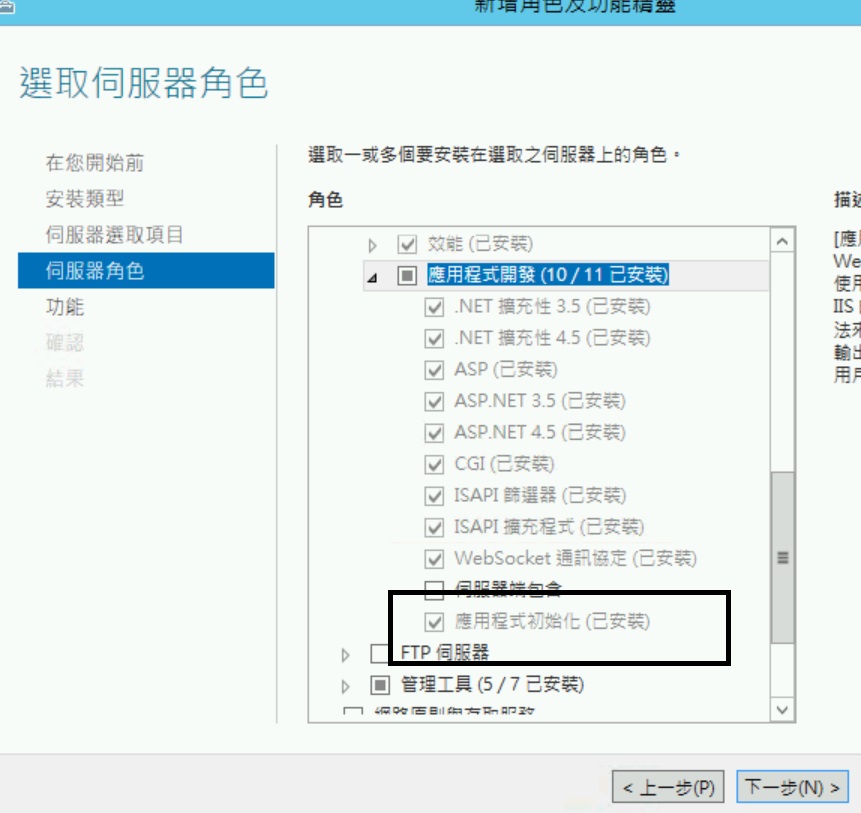 新增角色及功能精靈
選取伺服器角色
在您開始前
安裝類型
伺服器選取項目
伺服器角色
功能
確認
結果
選取一或多個要安裝在選取之伺服器上的角色。
角色
效能 (已安裝)
應用程式開發 (10 / 11 已安裝)
.NET 擴充性 3.5 (已安裝)
.NET 擴充性 4.5 (已安裝)
ASP (已安裝)
ASP.NET 3.5 (已安裝)
ASP.NET 4.5 (已安裝)
CGI (已安裝)
ISAPI 篩選器 (已安裝)
ISAPI 擴充程式 (已安裝)
WebSocket 通訊協定 (已安裝)
伺服器端包含
應用程式初始化 (已安裝)
FTP 伺服器
管理工具 (5 / 7 已安裝)
網路原則與存取服務
描述
[應
We
使用
IIS
法來
輸出
用戶
< 上一步(P)
下一步(N) >